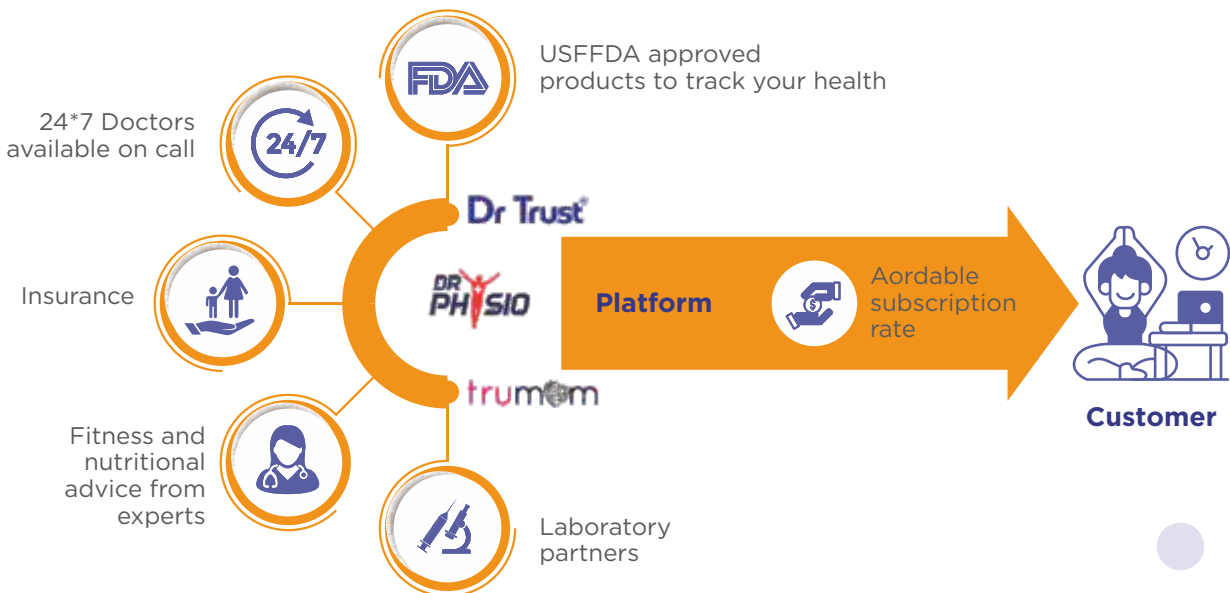 FDA
USFFDA approved
products to track your health
24*7 Doctors
available on call
24/7
Insurance
Fitness and
nutritional
advice from
experts
Laboratory
partners
Dr Trust®
DR
PHYSIO
trumom
Platform
$
Aordable
subscription
rate
Customer